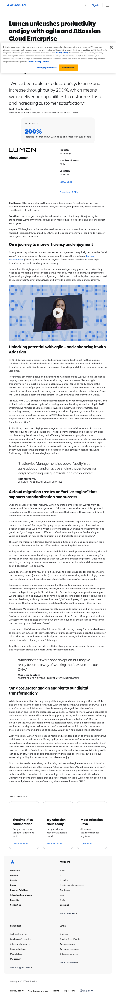 ATLASSIAN
Sign in
Lumen unleashes productivity
and joy with agile and Atlassian
Cloud Enterprise
This site uses cookies to improve your browsing experience and perform analytics and research. We may also
disclose your use of this site (including through the use of cookies and other technologies) to third parties for
targeted advertising and other purposes described in our Privacy Policy. Depending on your location, you
may have the right to opt-out of such disclosures for purposes of targeted advertising, or to opt-out of the use
of certain cookies. If so, click on "Manage Preferences" and follow the instructions. You may also opt out of
such disclosures of data for targeted marketing via the Global Privacy Control.
Manage preferences
I understand
“We’ve been able to reduce our cycle time and
increase throughput by 200%, which means
we’re delivering capabilities to customers faster
and increasing customer satisfaction.”
Mai Lian Scarlett
FORMER SENIOR DIRECTOR, AGILE TRANSFORMATION OFFICE, LUMEN
KEY RESULTS
200%
Increase in throughput with agile and Atlassian cloud tools
LUMEN®
About Lumen
Industry
Technology
Number of users
7,000+
Location
Americas
Learn more
Download PDF
Challenge: After years of growth and acquisitions, Lumen’s technology firm had
accumulated various development tools, instances, and processes, which resulted in
less-than-ideal cycle times.
Solution: Lumen began an agile transformation and cloud migration journey to
standardize ways of working, deliver even more value in less time, and better support
employees.
Impact: With agile practices and Atlassian cloud tools, Lumen has become more
focused, increased throughput by 200%, and reduced cycle times – leading to happier
employees and customers.
On a journey to more efficiency and enjoyment
As any small organization scales, program processes and systems can quickly become the “Wild
West,” hindering productivity and innovation. This was the challenge Lumen
Technologies (formerly known as CenturyLink) faced when they began their agile
transformation and cloud migration journey.
Lumen had the right people on board, but as a fast-growing, global enterprise, they
needed to modernize and standardize the way they worked to improve performance.
By adopting agile practices and migrating to Atlassian cloud tools, the company hoped
to unleash their teams’ productivity and joy with better processes and platforms.
Unlocking potential with agile – and enhancing it with
Atlassian
In 2018, Lumen was a project-oriented company using traditional methodologies,
which resulted in less-than-ideal cycle times. The organization launched their agile
transformation initiative to create new ways of working and deliver even more value in
less time.
For Lumen, embracing agile and migrating to Atlassian cloud was about much
more than being agile and using the latest technology in practice. “For us, agile
transformation is unlocking human potential…In order for us to really connect the
hearts and minds of people, we leverage the Atlassian toolset to create transparency
around the work so we can see what’s going on and what it has to our customers,” says
Mai Lian Scarlett, a former senior director in Lumen’s Agile Transformation Office.
From 2019 to 2020, Lumen created their transformation roadmap, launched a pilot, and
trained their workforce on agile. After seeing fast results, they started scaling in 2021
by launching numerous value streams, investing in DevOps transformation, and
expanding to new areas of the organization. Alignment, communication, and
execution continued to improve, so in 2022, Mai Lian says they began scaling agile
beyond product and IT, while expanding their toolset with Atlassian “as an accelerator
for value creation.”
At the time, Lumen was trying to manage an assortment of development tools and
instances due to various acquisitions. The lack of integrations and inconsistent data
was hindering decision-making and efficiency. “When a company has a tool
proliferation problem, Atlassian helps you consolidate onto a common platform and create
a single source of truth,” explains Director Rob Mulvaney. To that end, Lumen’s Agile
Transformation Office set out to centralize with one integrated, cloud-based platform
that would enable the organization to start fresh and establish standards, while
facilitating collaboration and agile practices.
“Jira Service Management is a powerful ally in our
agile adoption and an active engine that enforces our
ways of working, our guard rails, and compliance.”
Rob Mulvaney
DIRECTOR - AGILE TRANSFORMATION OFFICE
A cloud migration creates an “active engine” that
supports standardization and success
Over the course of several months, Lumen migrated employees in waves from on-
premise and Data Center deployments of Atlassian tools to the cloud. This approach
helped minimize the confusion and inefficiencies that come with working in different
deployments of the same tool at one time.
“Lumen has over 7,000 users, nine value streams, nearly 90 Agile Release Trains, and
hundreds of teams,” Rob says. “Keeping the peace and ensuring our cloud instance
doesn’t become the Wild Wild West is very important. Everyone has their intent to do
good, but ‘good’ might have a different definition for each person. So there’s great
value and benefit in having standardization and understanding the context.”
Through the migration, Lumen’s teams gained a full suite of cloud collaboration tools
to support this standardization effort without cramping their creativity.
Today, Product and IT teams use Jira as their hub for development and delivery. The tool
became even more valuable during a period of rapid change within the company. “Jira
serves as the bedrock and source of truth for Lumen’s engineering teams. Data has no
emotion, so during turbulent times, we can look at our Jira boards and data to make
sound decisions,” Rob explains.
While technology teams rely on Jira, Jira serves the same purpose for business teams
and an “entry point” (as Rob calls it) to the Atlassian suite. Plus, with Jira Align, Lumen
has the ability to tie all execution work back to the company’s strategic goals.
Employees across the company also use Confluence to document important
information like objectives and key results, which Rob says helps “keep teams aligned
across the big-picture goals.” In addition, Jira Service Management provides one portal
where teams can find answers to common questions and submit project requests in a
standardized way. Although Lumen has over 7,000 employees, 25 agents can meet
everyone’s needs thanks to the impressive solution they’ve built to support their service.
“Jira Service Management is a powerful ally in our agile adoption and an active engine
that enforces our ways of working, our guard rails, and compliance,” Rob explains.
“We’ve seen a desire from teams to increase use of Jira Service Management and spin
up their own Jira site once they find out they can have their own instance with control
and autonomy over their workflows.”
Underneath all of these tools lies Atlassian Guard, making it easy for authorized users
to quickly sign in to all of their tools. “One of our biggest wins has been the integration
with Atlassian Guard into our single sign-on protocol. Now, individuals and teams can
connect from literally anywhere,” Rob says.
Together, these solutions provide a collaborative platform to connect Lumen’s teams
and help them create even more value for their customers.
“Atlassian tools were once an option, but they’ve
really become a way of working that’s woven into our
DNA.”
Mai Lian Scarlett
FORMER SENIOR DIRECTOR - AGILE TRANSFORMATION OFFICE
“An accelerator and an enabler to our digital
transformation”
While Lumen is still at the beginning of their agile and cloud journeys, Mai Lian, Rob,
and the entire Lumen team are thrilled with the results they’ve already seen. “Our agile
transformation and Atlassian toolset have really changed the culture of our
organization and led to the successes we’ve seen. By focusing more, we’ve been able to
reduce our cycle time and increase throughput by 200%, which means we’re delivering
capabilities to customers faster and increasing customer satisfaction,” Mai Lian
proudly states. “Our partnership with Atlassian has really been an accelerator and an
enabler to our digital transformation...We’re excited to see Atlassian’s commitment to
the cloud platform and anxious to see how Lumen can help shape those solutions.”
With Atlassian, Lumen has increased focus and standardization to avoid becoming the
“Wild West” – but without sacrificing agility. “Successful transformations require
consistent standardizations and contextualization. Lumen relies on Atlassian for this,”
Rob says. Mai Lian adds, “The feedback that we’ve gotten from our delivery community
has been that there’s a balance between guardrails and autonomy. We’ve tried to provide
just enough structure to enable transparency and scale our metrics, but also leave
enough adaptability for various teams to tap into ‘developer joy.’”
Now that Lumen is unleashing productivity and joy with agile methods and Atlassian
cloud tools, Mai Lian says the team can’t live without them. “Most organizations don’t
have a capacity issue – they have a focus issue. Atlassian is part of who we are as a
culture and a commitment to our employees to create focus and clarity, which
ultimately benefits our customers,” she says. “Atlassian tools were once an option, but
they’ve really become a way of working that’s woven into our DNA.”
CHECK THESE OUT
Jira simplifies
collaboration
Bring every team
together under one
roof
Learn more →
Try Atlassian
cloud today
Jumpstart your
move to Atlassian
cloud
Get started →
Meet Atlassian
Rovo
AI-human
collaboration for
any task
Try now →
Company
Careers
Events
Blogs
Investor Relations
Atlassian Foundation
Press kit
Contact us
PRODUCTS
Rovo
Jira
Jira Align
Jira Service Management
Confluence
Loom
Trello
Bitbucket
See all products →
RESOURCES
Technical support
Purchasing & licensing
Atlassian Community
Knowledge base
Marketplace
My account
Create support ticket →
LEARN
Partners
Training & certification
Documentation
Developer resources
Enterprise services
See all resources →
Copyright © 2026 Atlassian
Privacy policy
Your Privacy Choices
Terms
Impressum
English ▼